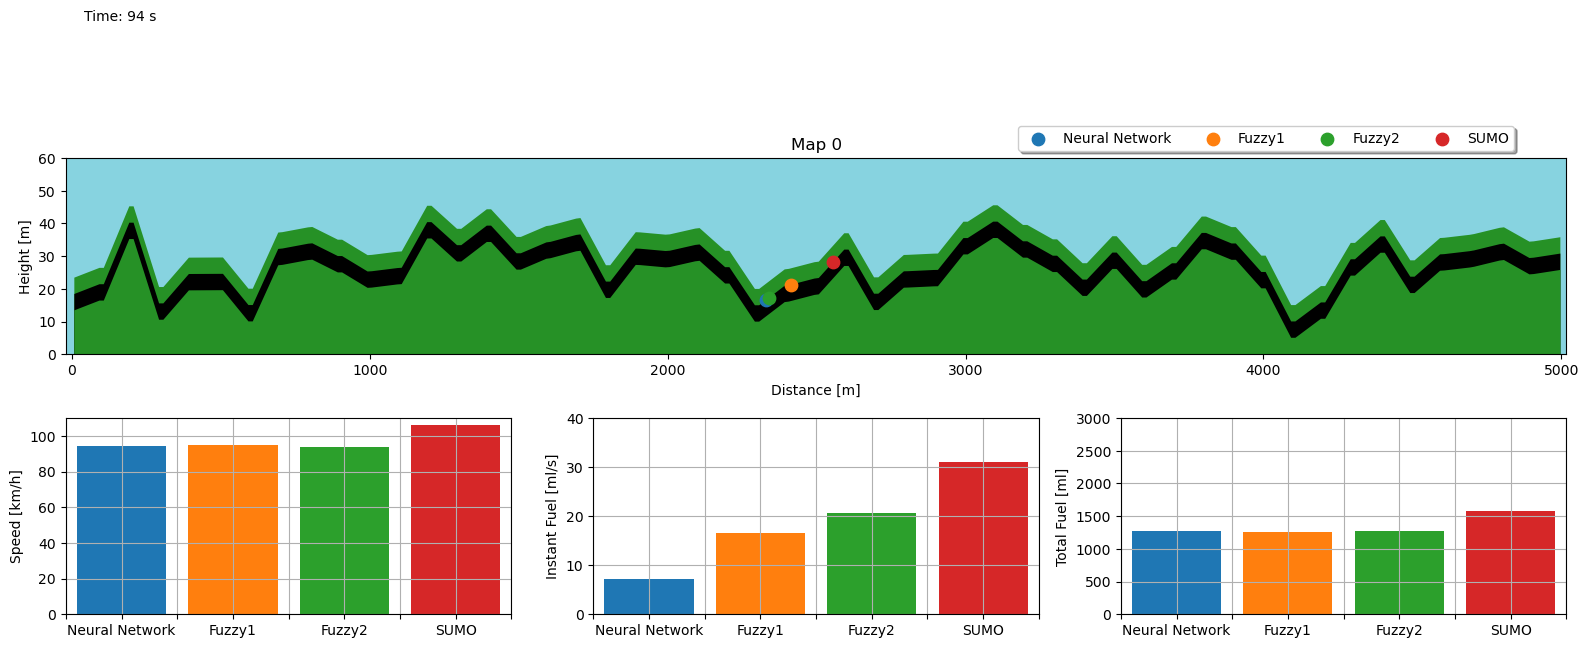 Time: 94 s
Neural Network Fuzzy1 Fuzzy2 SUMO
Map 0
Height [m]
60
50
40
30
20
10
0
0 1000 2000 3000 4000 5000
Distance [m]
Speed [km/h]
100
80
60
40
20
0
Neural Network Fuzzy1 Fuzzy2 SUMO
Instant Fuel [ml/s]
40
30
20
10
0
Neural Network Fuzzy1 Fuzzy2 SUMO
Total Fuel [ml]
3000
2500
2000
1500
1000
500
0
Neural Network Fuzzy1 Fuzzy2 SUMO